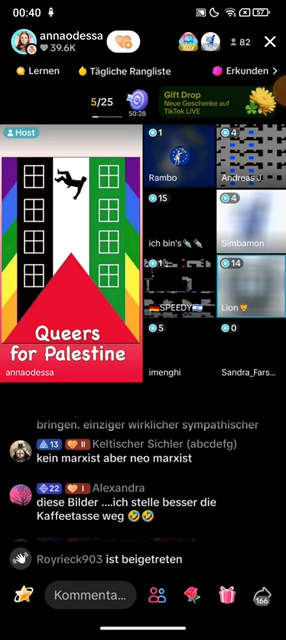 00:40
57
annaodessa
39.6K
82
Lernen
Tägliche Rangliste
Erkunden
5/25
50:28
Gift Drop
Neue Geschenke auf
TikTok LIVE
Host
1
Rambo
4
Andreas J
15
ich bin's
4
Simbamon
1
SPEEDY
14
Lion
5
imenghi
0
Sandra_Fars...
Queers
for Palestine
annaodessa
bringen. einziger wirklicher sympathischer
13 II Keltischer Sichler (abcdefg)
kein marxist aber neo marxist
22 I Alexandra
diese Bilder ....ich stelle besser die
Kaffeetasse weg 🤣🤣
Royrieck903 ist beigetreten
Kommenta...
166